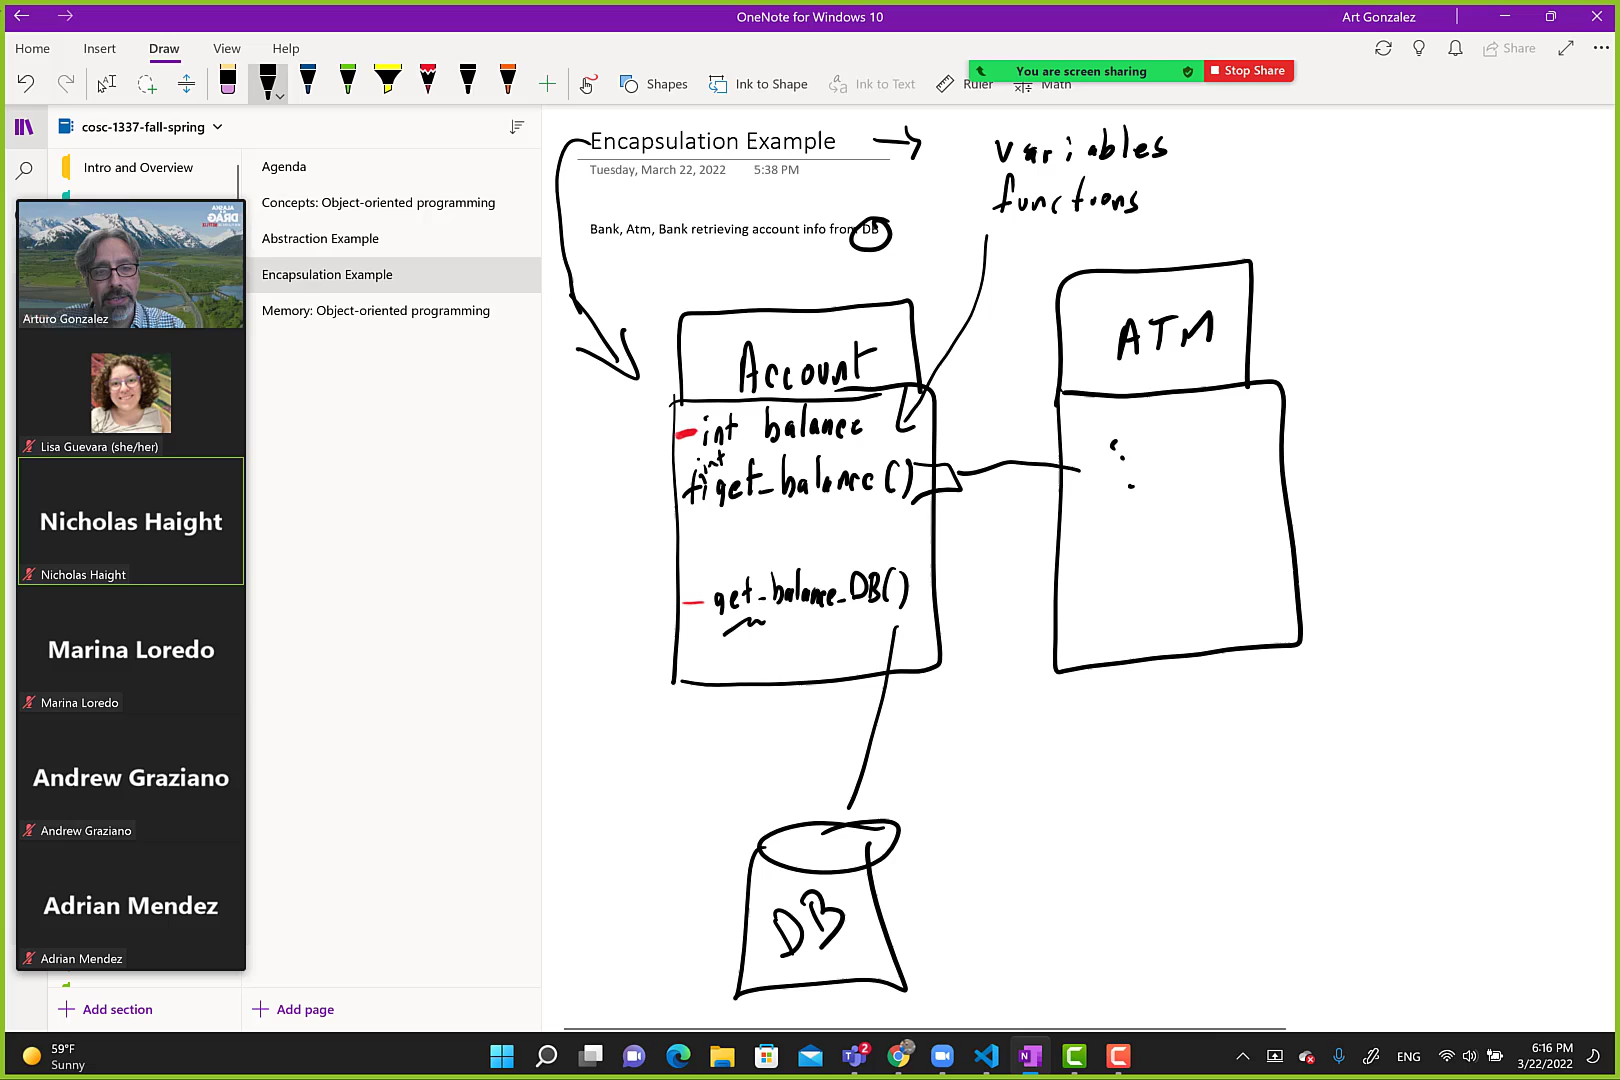 OneNote for Windows 10
Art Gonzalez
Home Insert Draw View Help
Share
You are screen sharing
Stop Share
Shapes
Ink to Shape
Ink to Text
Ruler
Math
cosc-1337-fall-spring
Intro and Overview
Agenda
Concepts: Object-oriented programming
Abstraction Example
Encapsulation Example
Memory: Object-oriented programming
ALASKA
DRAG
Arturo Gonzalez
Lisa Guevara (she/her)
Nicholas Haight
Nicholas Haight
Marina Loredo
Marina Loredo
Andrew Graziano
Andrew Graziano
Adrian Mendez
Adrian Mendez
Add section
Add page
Encapsulation Example
Tuesday, March 22, 2022 5:38 PM
variables
functions
Bank, Atm, Bank retrieving account info from DB
Account
- int balance
int
get_balance()
- get_balance_DB()
ATM
DB
59°F
Sunny
2
ENG
6:16 PM
3/22/2022